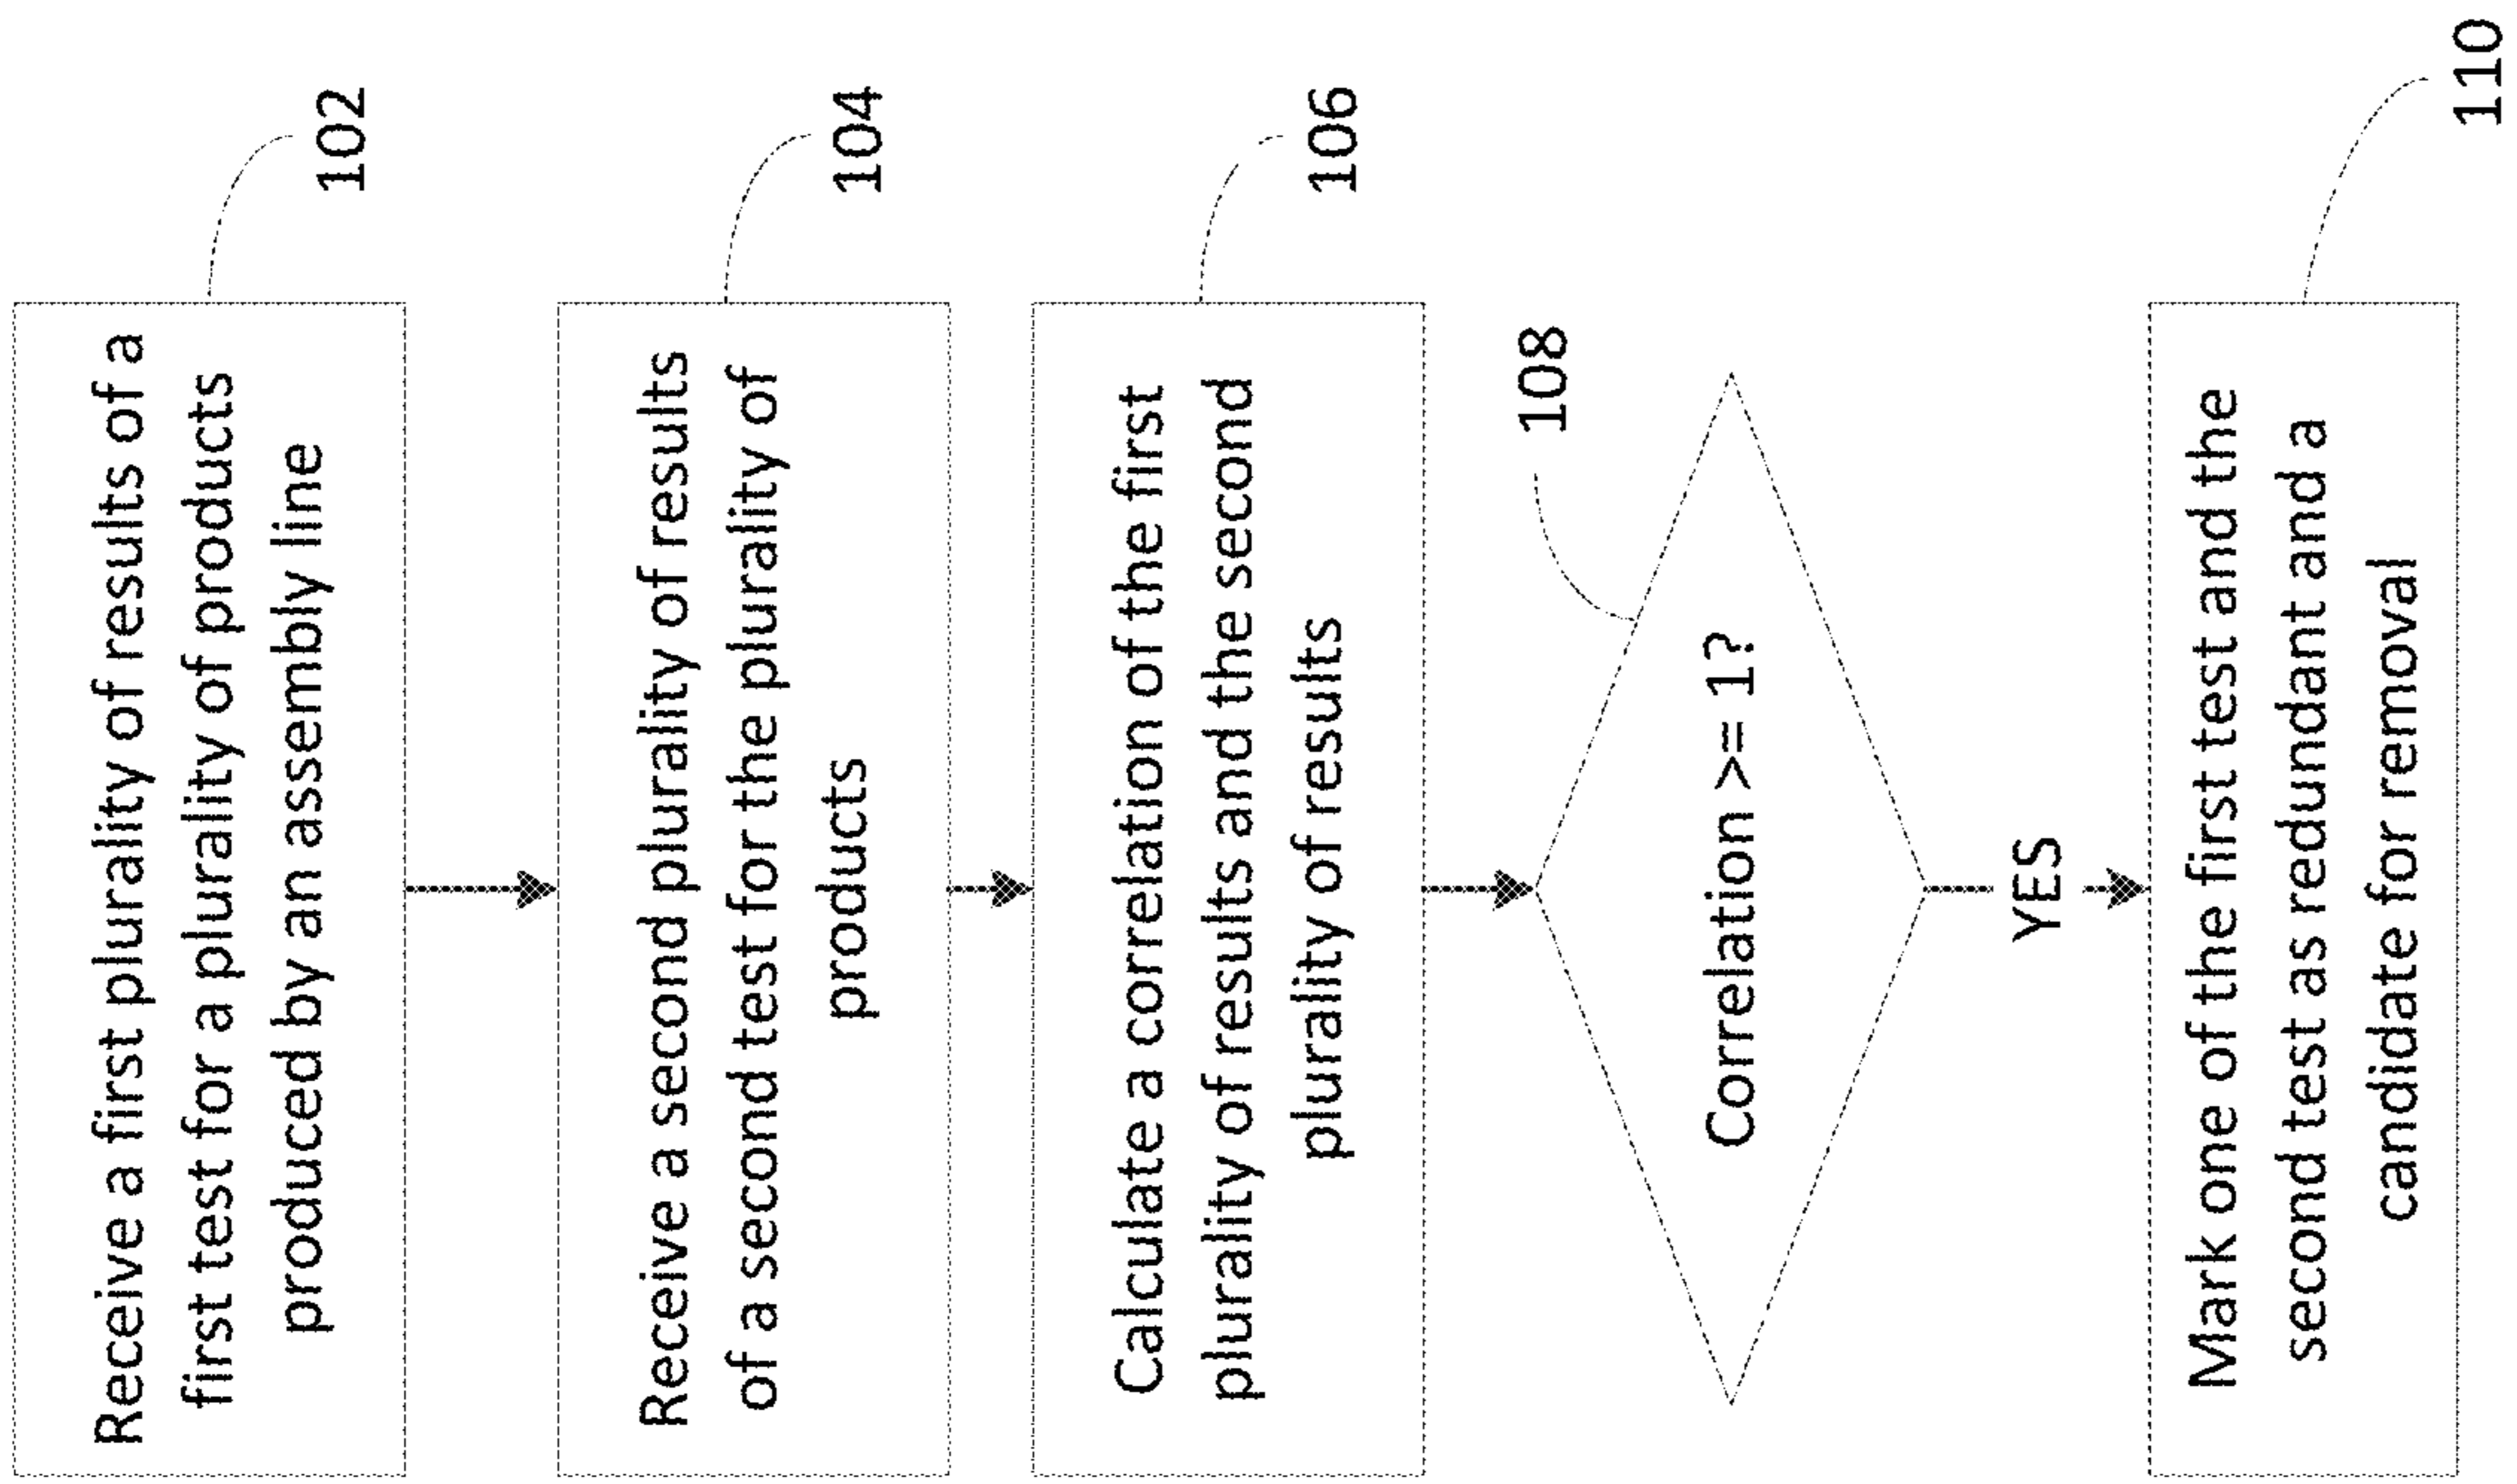 Receive a first plurality of results of a
first test for a plurality of products
produced by an assembly line
102
Receive a second plurality of results
of a second test for the plurality of
products
104
Calculate a correlation of the first
plurality of results and the second
plurality of results
106
108
Correlation >= 1?
YES
Mark one of the first test and the
second test as redundant and a
candidate for removal
110